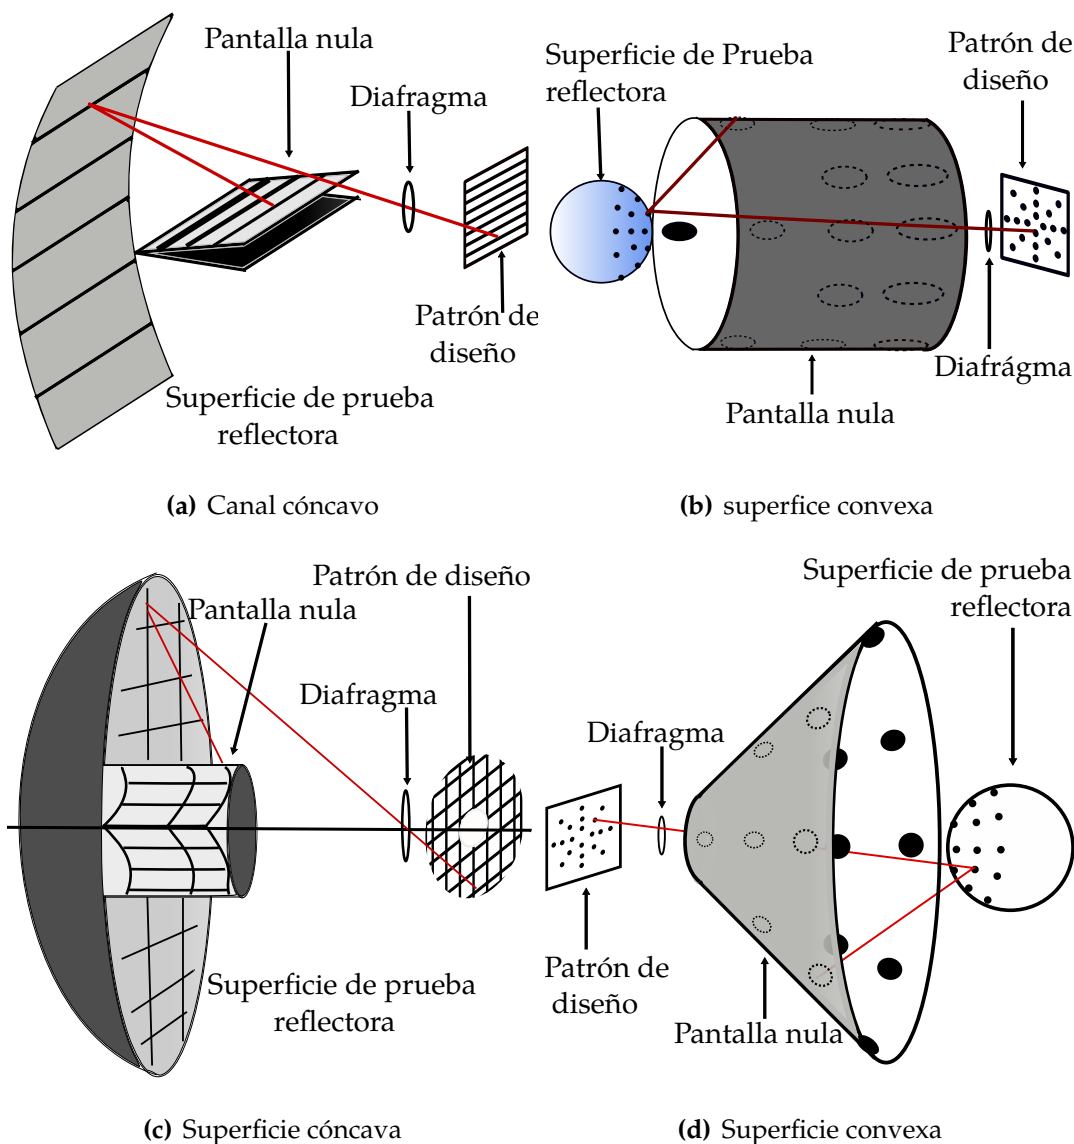 Pantalla nula
Diafragma
Patrón de
diseño
Superficie de prueba
reflectora
(a) Canal cóncavo
Superficie de Prueba
reflectora
Patrón de
diseño
Diafrágma
Pantalla nula
(b) superfice convexa
Patrón de diseño
Pantalla nula
Diafragma
Superficie de prueba
reflectora
(c) Superficie cóncava
Superficie de prueba
reflectora
Diafragma
Patrón de
diseño
Pantalla nula
(d) Superficie convexa